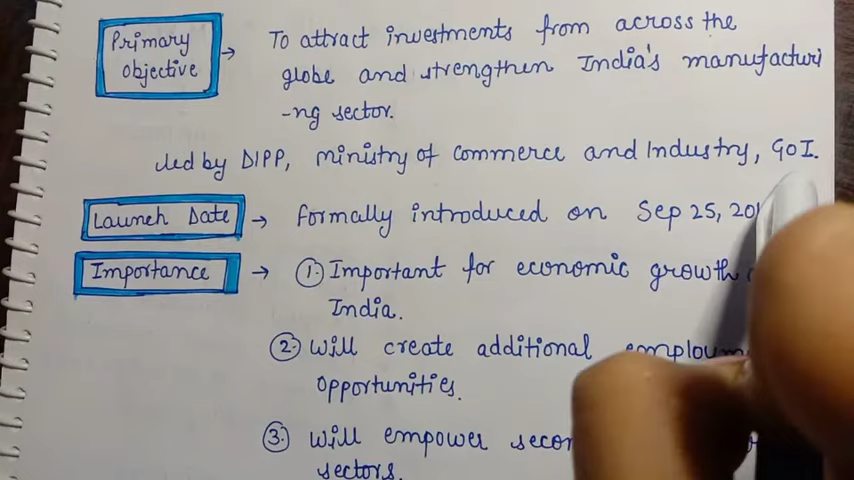 Primary objective → To attract investments from across the
globe and strengthen India's manufacturi
-ng sector.
Led by DIPP, ministry of commerce and Industry, GOI.
Launch Date → formally introduced on Sep 25,
Importance → 1. Important for economic growth
India.
2. Will create additional
opportunities.
3. Will empower
sectors.